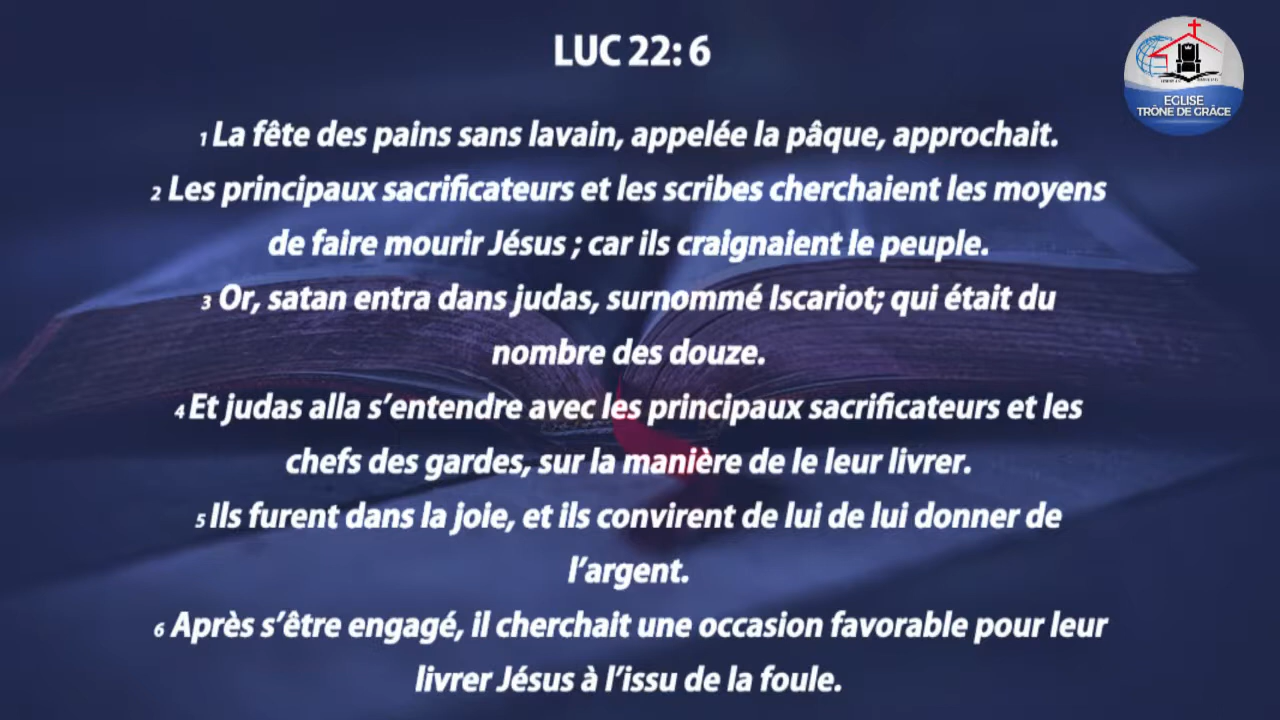 LUC 22: 6
EGLISE
TRÔNE DE GRÂCE
1 La fête des pains sans lavain, appelée la pâque, approchait.
2 Les principaux sacrificateurs et les scribes cherchaient les moyens
de faire mourir Jésus ; car ils craignaient le peuple.
3 Or, satan entra dans judas, surnommé Iscariot; qui était du
nombre des douze.
4 Et judas alla s’entendre avec les principaux sacrificateurs et les
chefs des gardes, sur la manière de le leur livrer.
5 Ils furent dans la joie, et ils convirent de lui de lui donner de
l’argent.
6 Après s’être engagé, il cherchait une occasion favorable pour leur
livrer Jésus à l’issu de la foule.